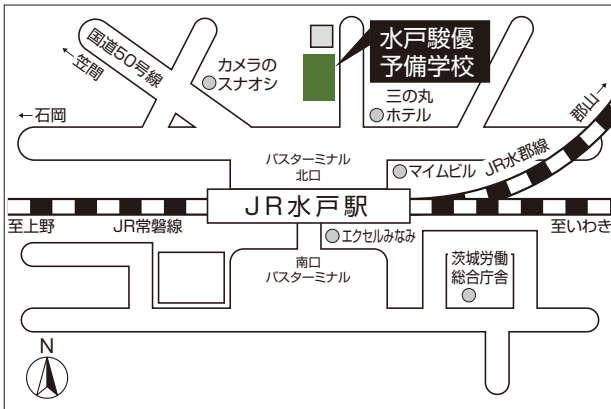 国道50号線
←笠間
カメラの
スナオシ
水戸駿優
予備学校
三の丸
ホテル
郡山→
←石岡
バスターミナル
北口
マイムビル
JR水郡線
JR水戸駅
至上野
JR常磐線
至いわき
エクセルみなみ
南口
バスターミナル
茨城労働
総合庁舎
N